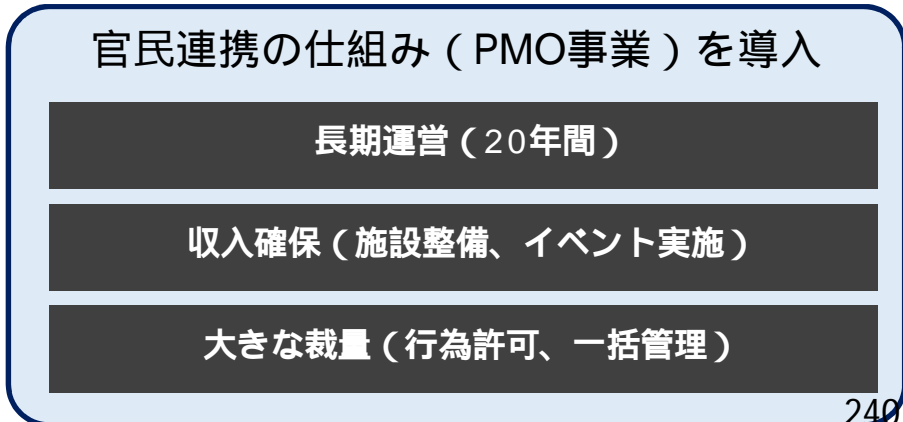 官民連携の仕組み（PMO事業）を導入
長期運営（20年間）
収入確保（施設整備、イベント実施）
大きな裁量（行為許可、一括管理）
240